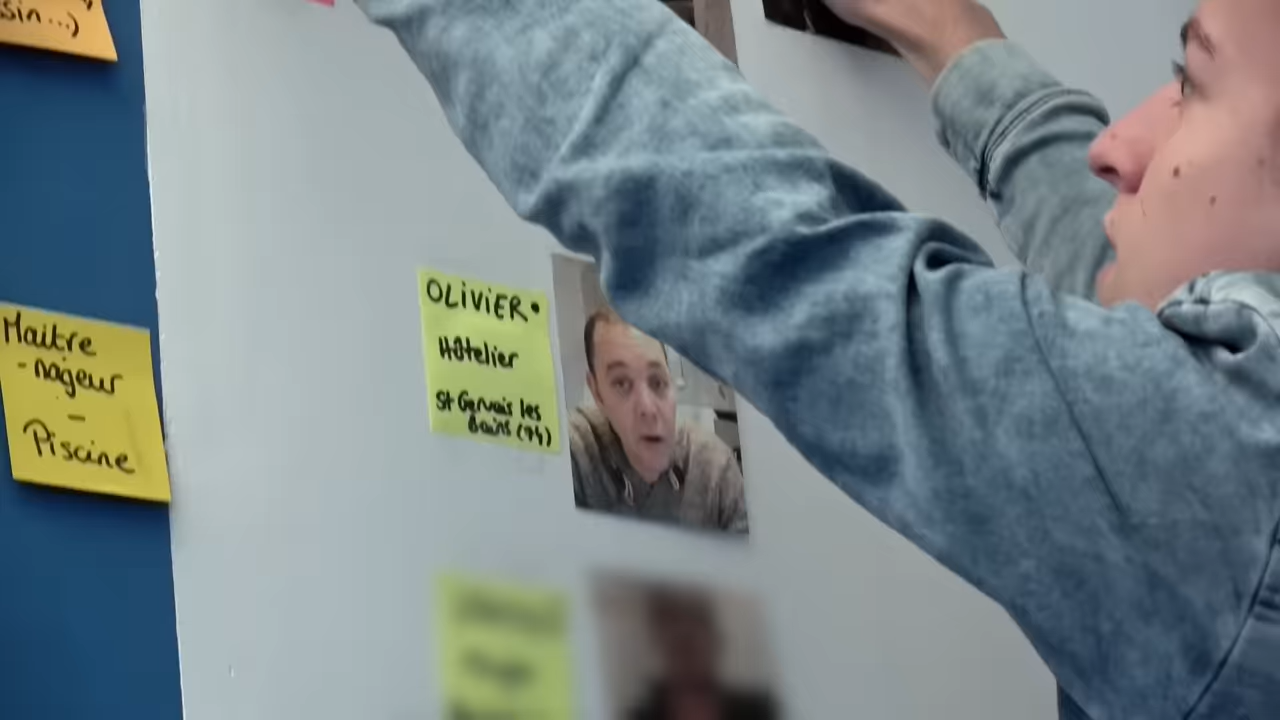 sin...)
Maitre
-nageur
-
Piscine
OLIVIER•
Hôtelier
St Gervais les
Bains (74)